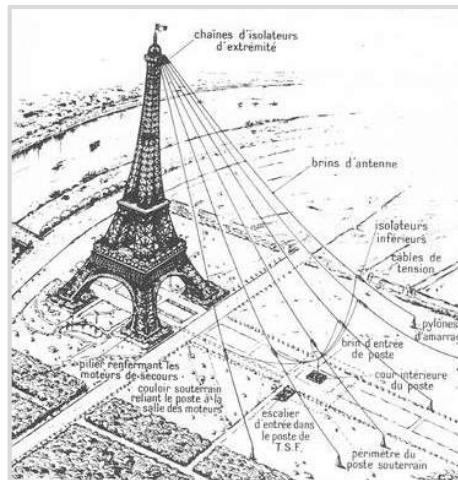 chaînes d'isolateurs
d'extrémité
brins d'antenne
isolateurs
inférieurs
câbles de
tension
pylônes
d'amarrage
brin d'entrée
de poste
cour intérieure
du poste
pilier renfermant les
moteurs de secours
couloir souterrain
reliant le poste à la
salle des moteurs
escalier
d'entrée dans
le poste de
T.S.F.
périmètre du
poste souterrain